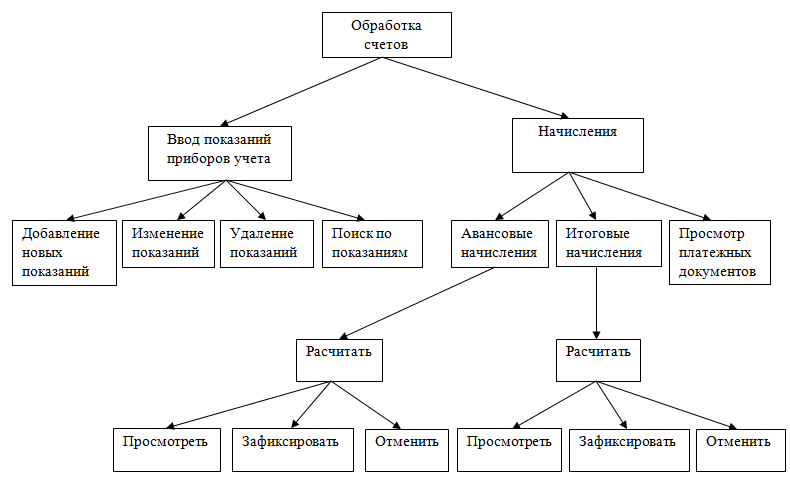 Обработка
счетов
Ввод показаний
приборов учета
Начисления
Добавление
новых
показаний
Изменение
показаний
Удаление
показаний
Поиск по
показаниям
Авансовые
начисления
Итоговые
начисления
Просмотр
платежных
документов
Расчитать
Расчитать
Просмотреть
Зафиксировать
Отменить
Просмотреть
Зафиксировать
Отменить